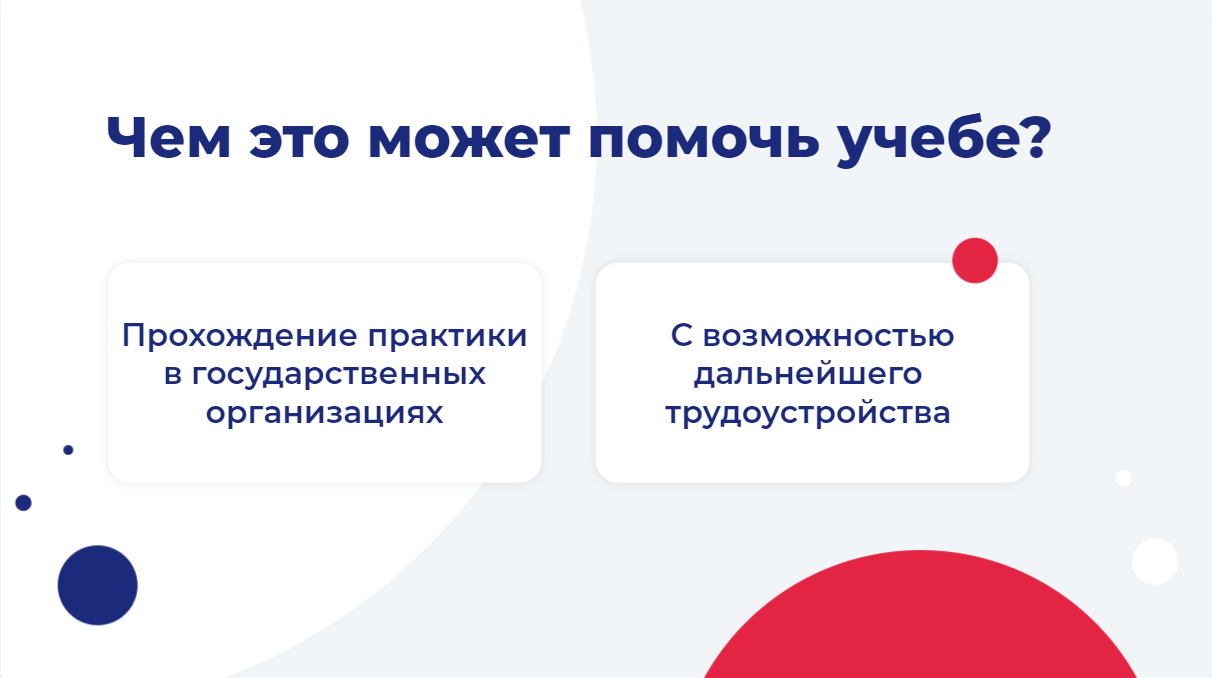 Чем это может помочь учебе?
Прохождение практики
в государственных
организациях
С возможностью
дальнейшего
трудоустройства